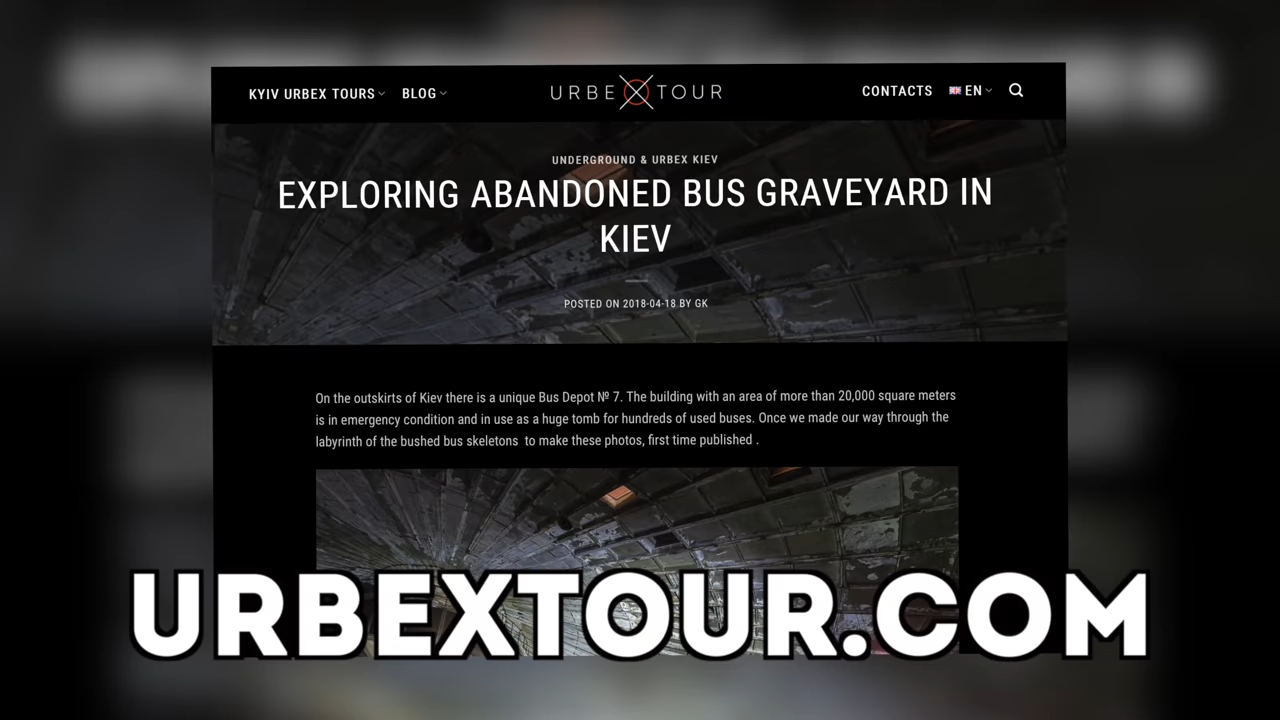 KYIV URBEX TOURS BLOG URBEXTOUR CONTACTS EN
UNDERGROUND & URBEX KIEV
EXPLORING ABANDONED BUS GRAVEYARD IN
KIEV
POSTED ON 2018-04-18 BY GK
On the outskirts of Kiev there is a unique Bus Depot № 7. The building with an area of more than 20,000 square meters
is in emergency condition and in use as a huge tomb for hundreds of used buses. Once we made our way through the
labyrinth of the bushed bus skeletons to make these photos, first time published .
URBEXTOUR.COM